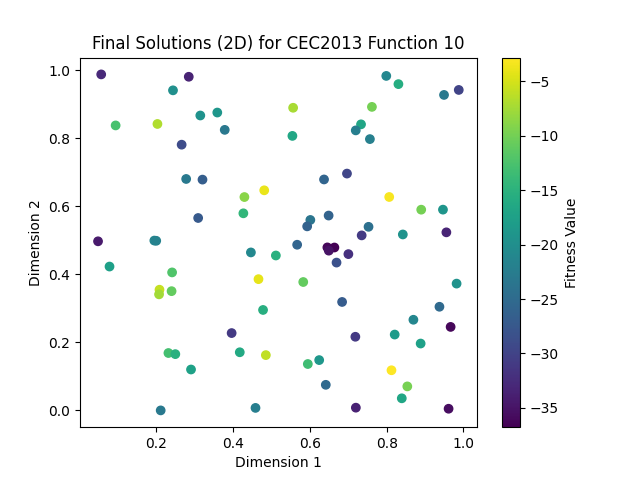 Final Solutions (2D) for CEC2013 Function 10
1.0
0.8
0.6
0.4
0.2
0.0
Dimension 2
0.2 0.4 0.6 0.8 1.0
Dimension 1
−5
−10
−15
−20
−25
−30
−35
Fitness Value